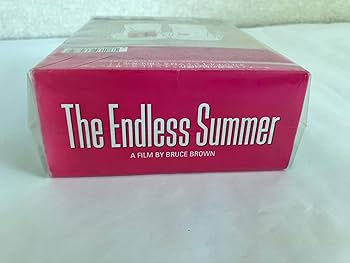 The Endless Summer
A FILM BY BRUCE BROWN